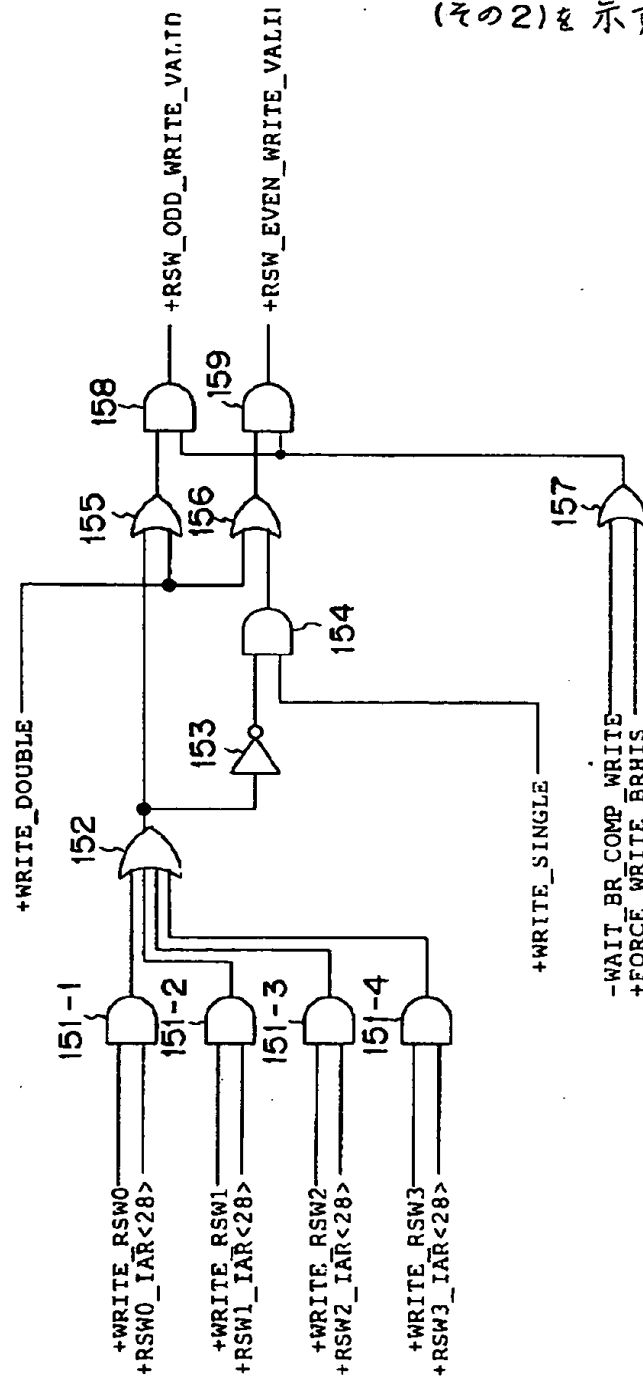 (その2)を示す
+RSW_ODD_WRITE_VALID
+RSW_EVEN_WRITE_VALI
158
159
155
156
157
154
+WRITE_DOUBLE
153
152
+WRITE_SINGLE
-WAIT_BR_COMP_WRITE
+FORCE_WRITE_BRHIS
151-1
151-2
151-3
151-4
+WRITE_RSW0
+RSW0_IAR<28>
+WRITE_RSW1
+RSW1_IAR<28>
+WRITE_RSW2
+RSW2_IAR<28>
+WRITE_RSW3
+RSW3_IAR<28>